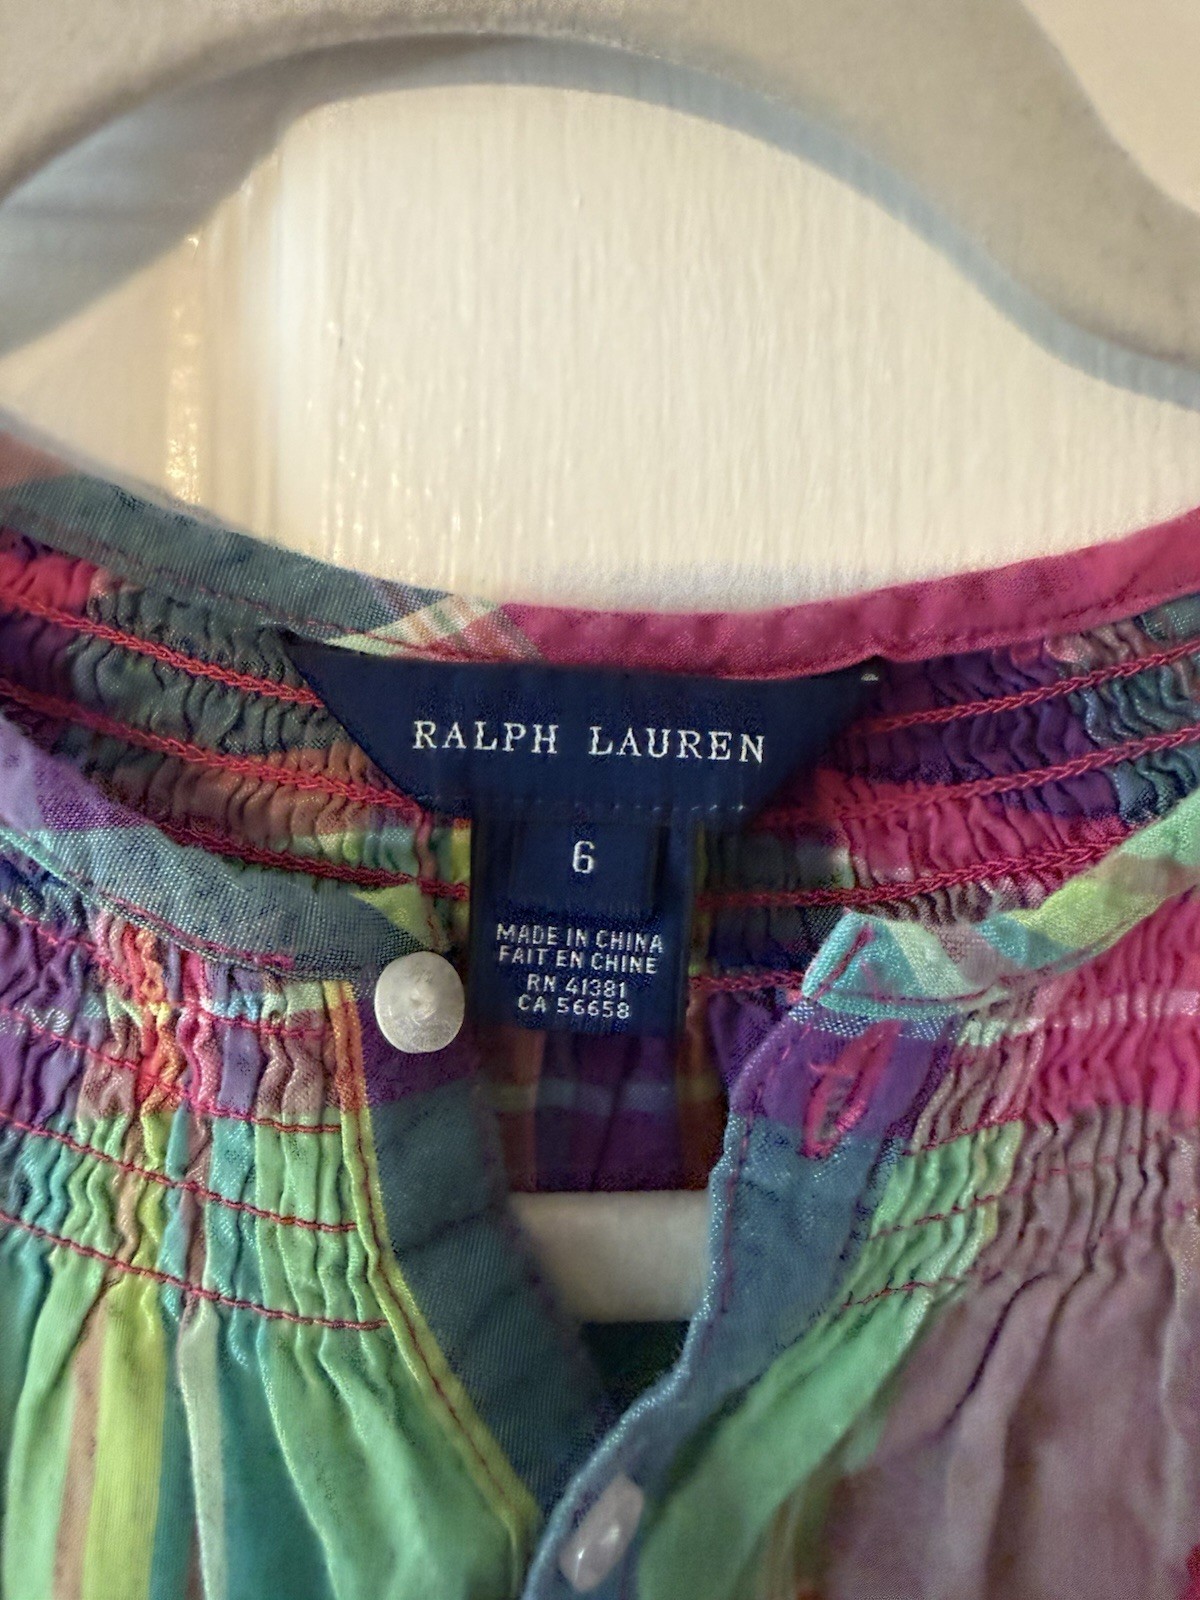 RALPH LAUREN
6
MADE IN CHINA
FAIT EN CHINE
RN 41381
CA 56658